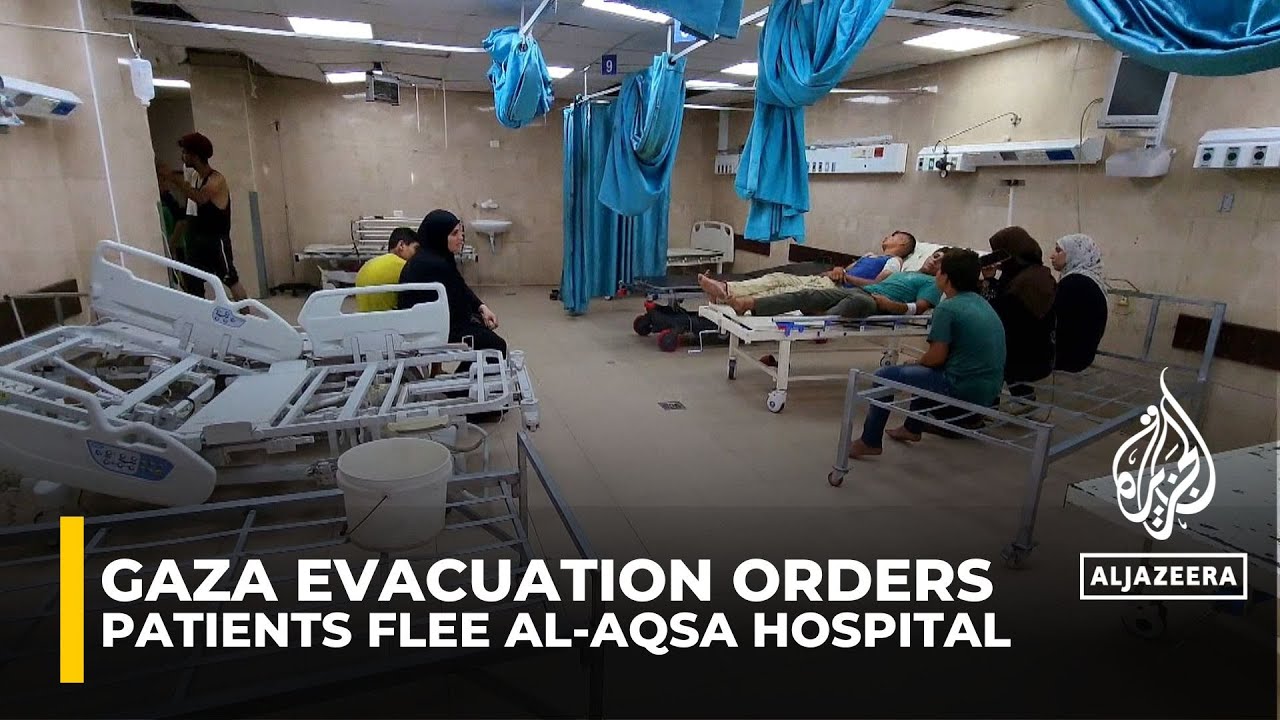 9
GAZA EVACUATION ORDERS
PATIENTS FLEE AL-AQSA HOSPITAL
الجزيرة
ALJAZEERA